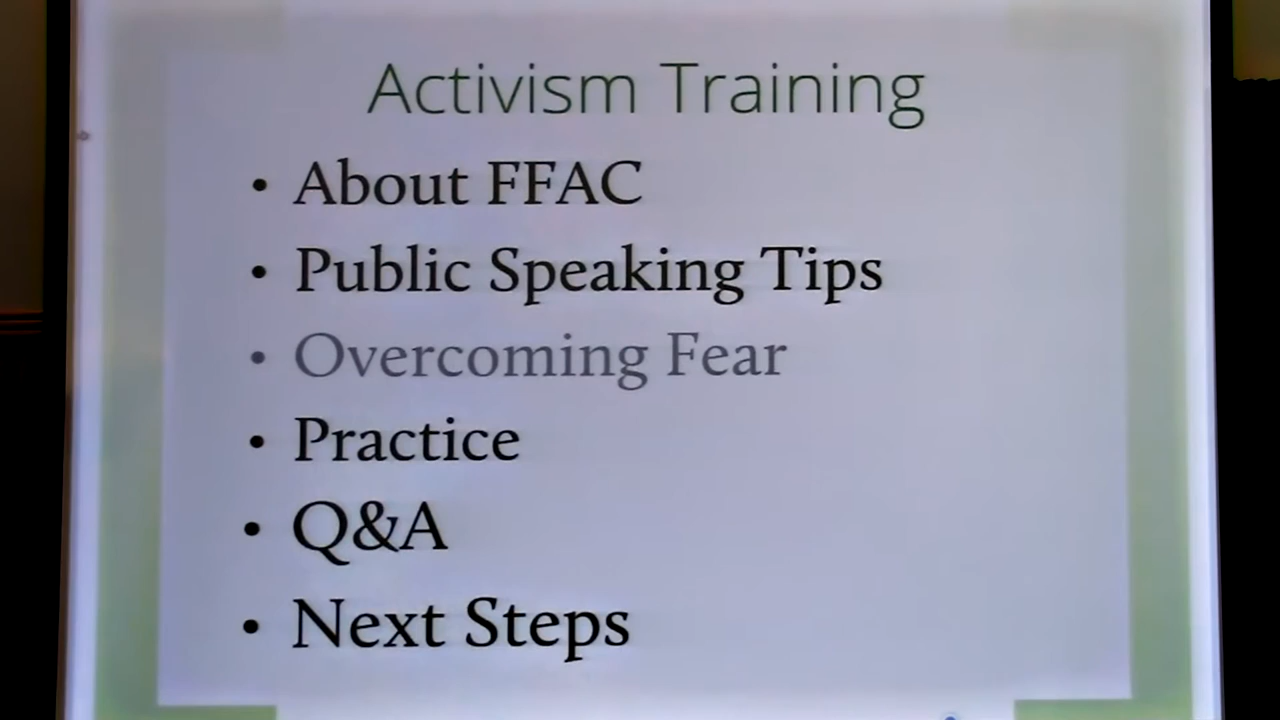 Activism Training
• About FFAC
• Public Speaking Tips
• Overcoming Fear
• Practice
• Q&A
• Next Steps